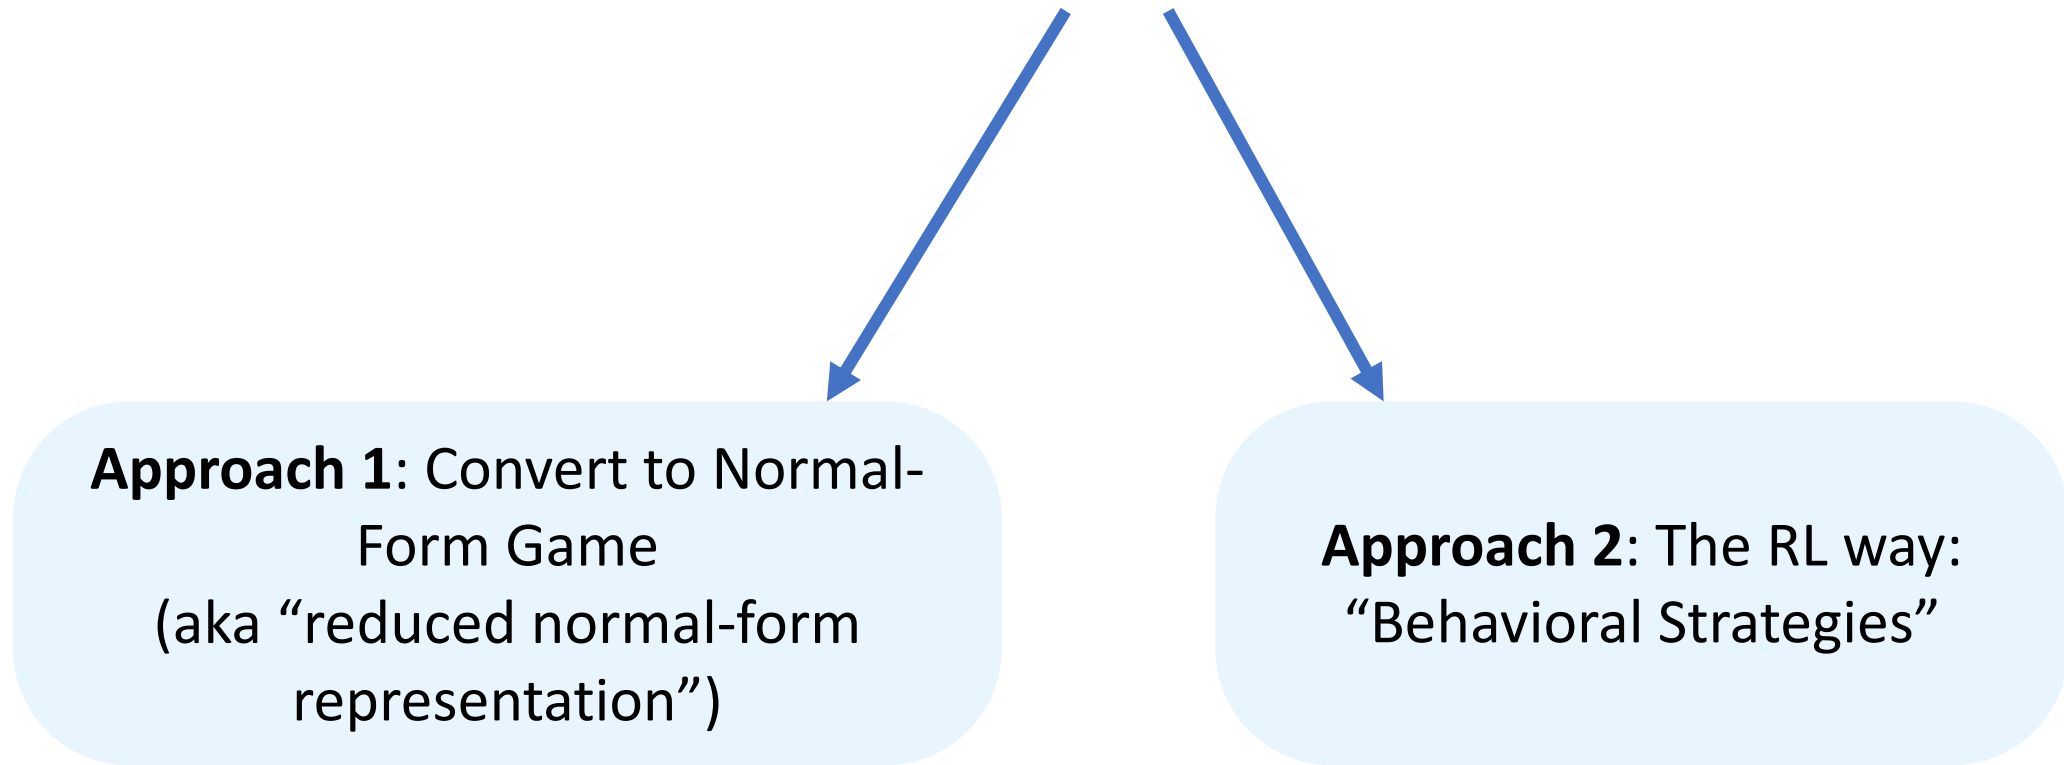 Approach 1: Convert to Normal-
Form Game
(aka “reduced normal-form
representation”)
Approach 2: The RL way:
“Behavioral Strategies”